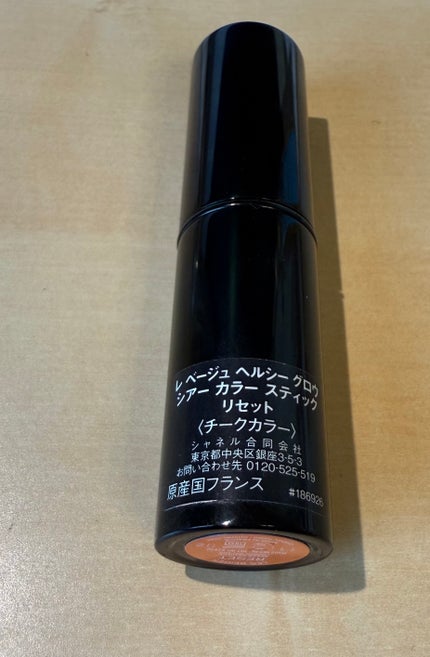 レ ベージュ ヘルシー グロウ
シアー カラー スティック
リセット
〈チークカラー〉
シャネル合同会社
東京都中央区銀座3-5-3
お問い合わせ先 0120-525-519
原産国フランス #186926